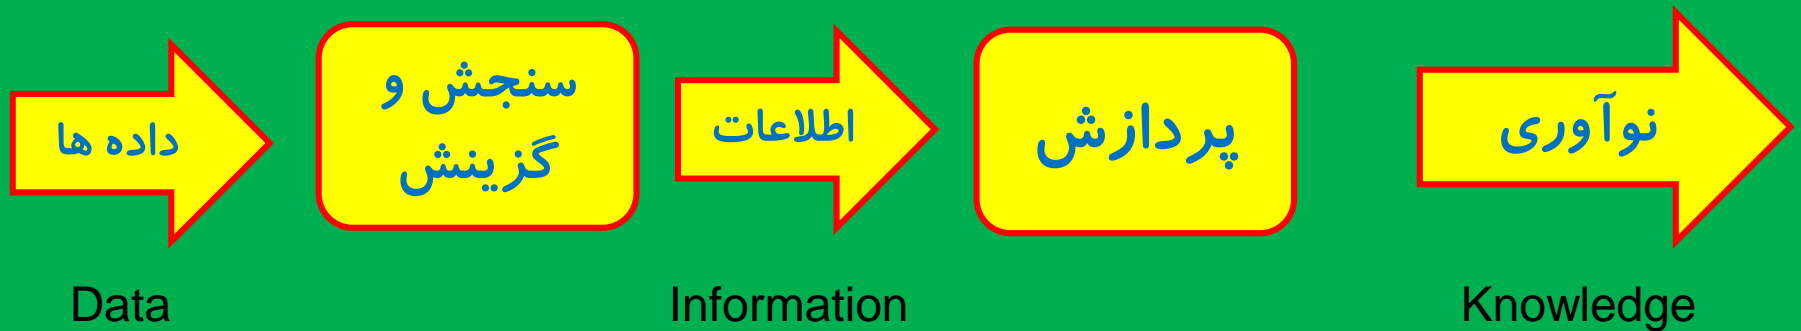 داده ها
سنجش و
گزینش
اطلاعات
پردازش
نوآوری
Data
Information
Knowledge